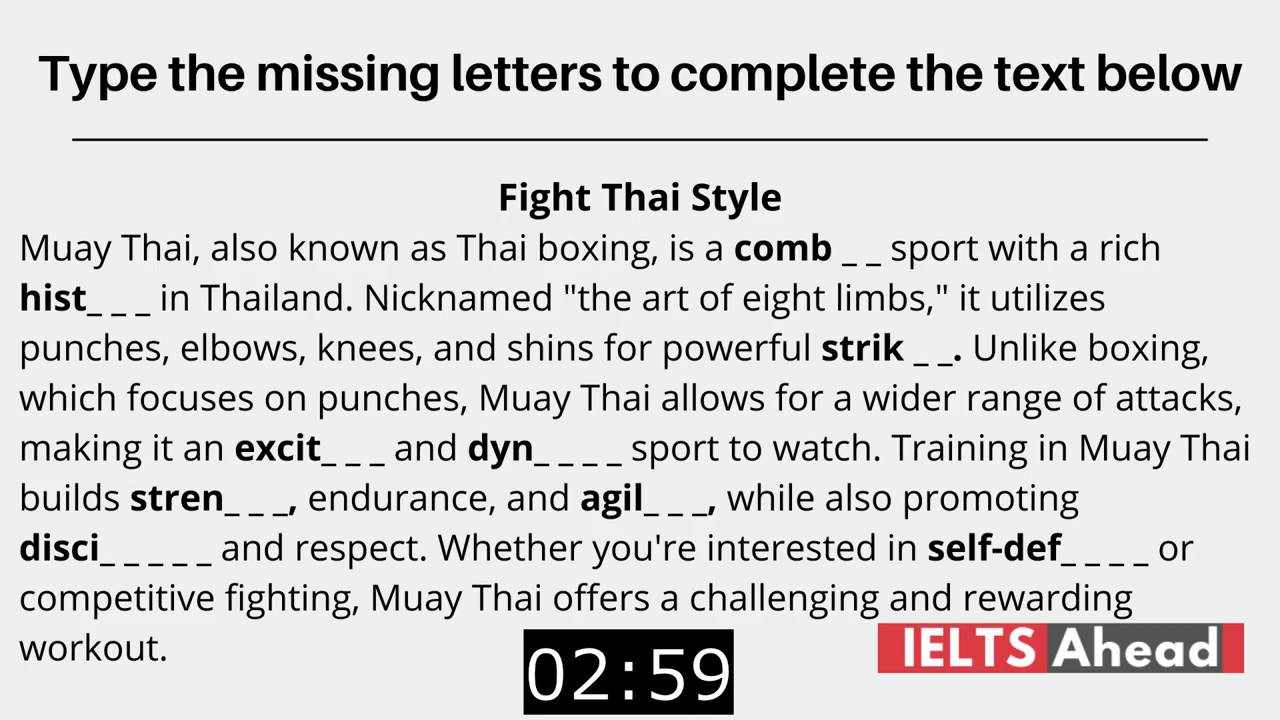 Type the missing letters to complete the text below
Fight Thai Style
Muay Thai, also known as Thai boxing, is a comb _ _ sport with a rich
hist_ _ _ in Thailand. Nicknamed "the art of eight limbs," it utilizes
punches, elbows, knees, and shins for powerful strik _ _. Unlike boxing,
which focuses on punches, Muay Thai allows for a wider range of attacks,
making it an excit_ _ _ and dyn_ _ _ _ sport to watch. Training in Muay Thai
builds stren_ _ _, endurance, and agil_ _ _, while also promoting
disci_ _ _ _ _ and respect. Whether you're interested in self-def_ _ _ _ or
competitive fighting, Muay Thai offers a challenging and rewarding
workout.
02:59
IELTS Ahead